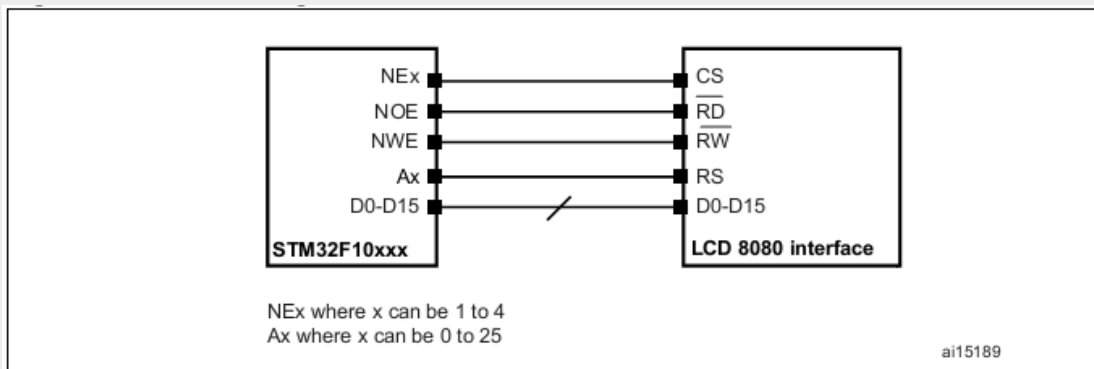 NEx CS
NOE RD
NWE RW
Ax RS
D0-D15 D0-D15
STM32F10xxx LCD 8080 interface
NEx where x can be 1 to 4
Ax where x can be 0 to 25
ai15189